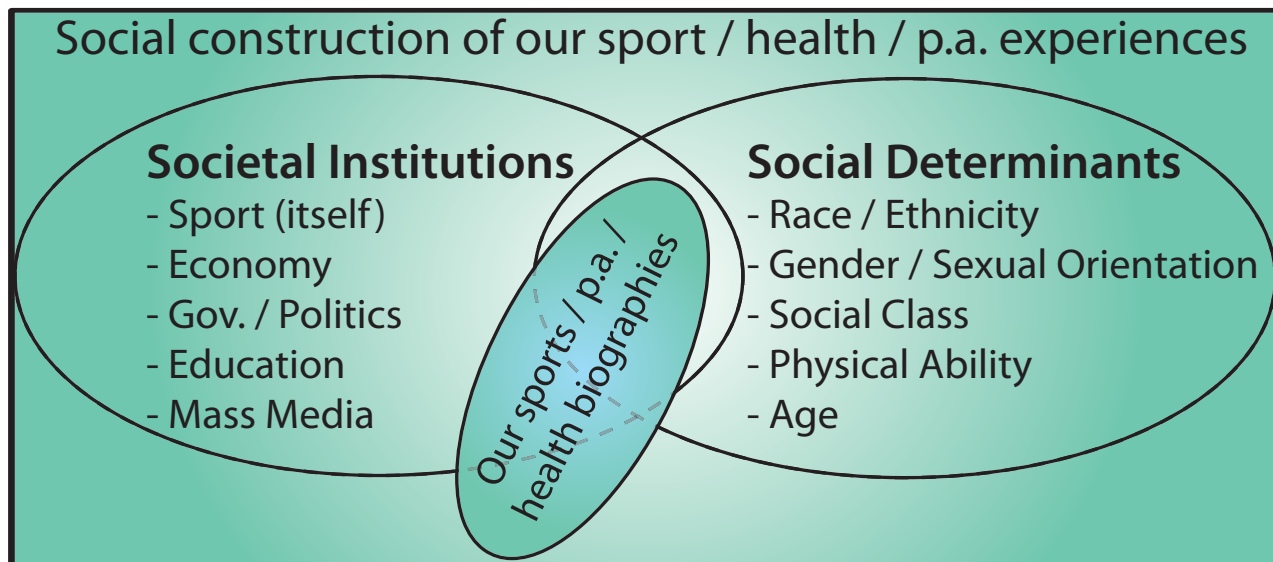 Social construction of our sport / health / p.a. experiences
Societal Institutions
- Sport (itself)
- Economy
- Gov. / Politics
- Education
- Mass Media
Our sports / p.a. /
health biographies
Social Determinants
- Race / Ethnicity
- Gender / Sexual Orientation
- Social Class
- Physical Ability
- Age